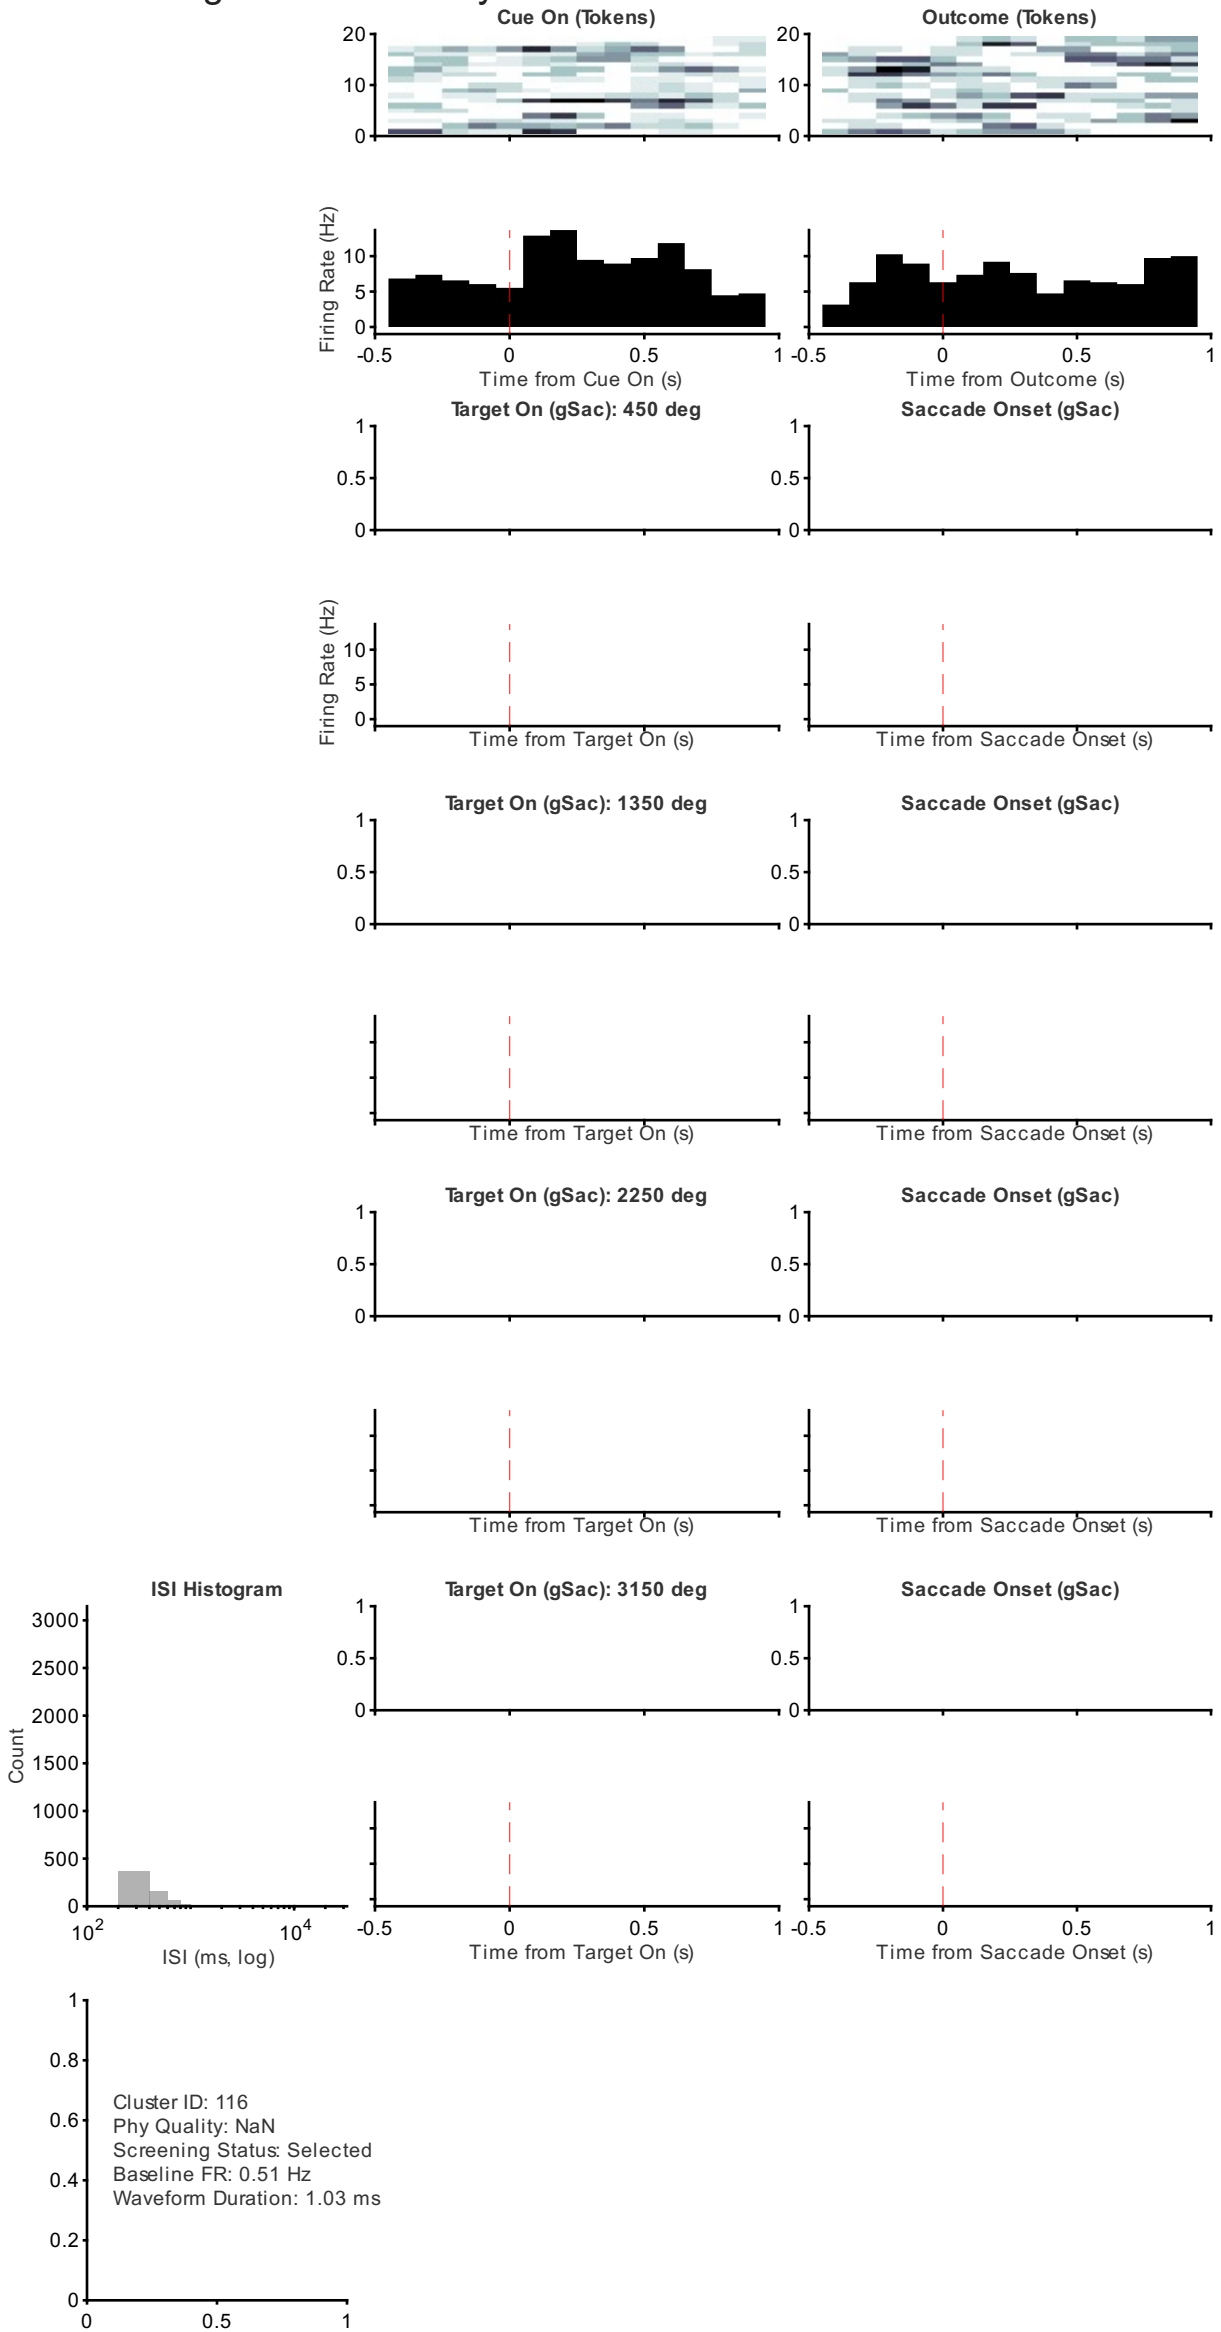 Cue On (Tokens)
Outcome (Tokens)
20
10
0
20
10
0
Firing Rate (Hz)
10
5
0
-0.5
0
0.5
1
-0.5
0
0.5
1
Time from Cue On (s)
Time from Outcome (s)
Target On (gSac): 450 deg
Saccade Onset (gSac)
1
0.5
0
1
0.5
0
Firing Rate (Hz)
10
5
0
Time from Target On (s)
Time from Saccade Onset (s)
Target On (gSac): 1350 deg
Saccade Onset (gSac)
1
0.5
0
1
0.5
0
Time from Target On (s)
Time from Saccade Onset (s)
Target On (gSac): 2250 deg
Saccade Onset (gSac)
1
0.5
0
1
0.5
0
Time from Target On (s)
Time from Saccade Onset (s)
ISI Histogram
Target On (gSac): 3150 deg
Saccade Onset (gSac)
Count
3000
2500
2000
1500
1000
500
0
10²
10⁴
ISI (ms, log)
1
0.5
0
1
0.5
0
-0.5
0
0.5
1
-0.5
0
0.5
1
Time from Target On (s)
Time from Saccade Onset (s)
1
0.8
0.6
0.4
0.2
0
0
0.5
1
Cluster ID: 116
Phy Quality: NaN
Screening Status: Selected
Baseline FR: 0.51 Hz
Waveform Duration: 1.03 ms